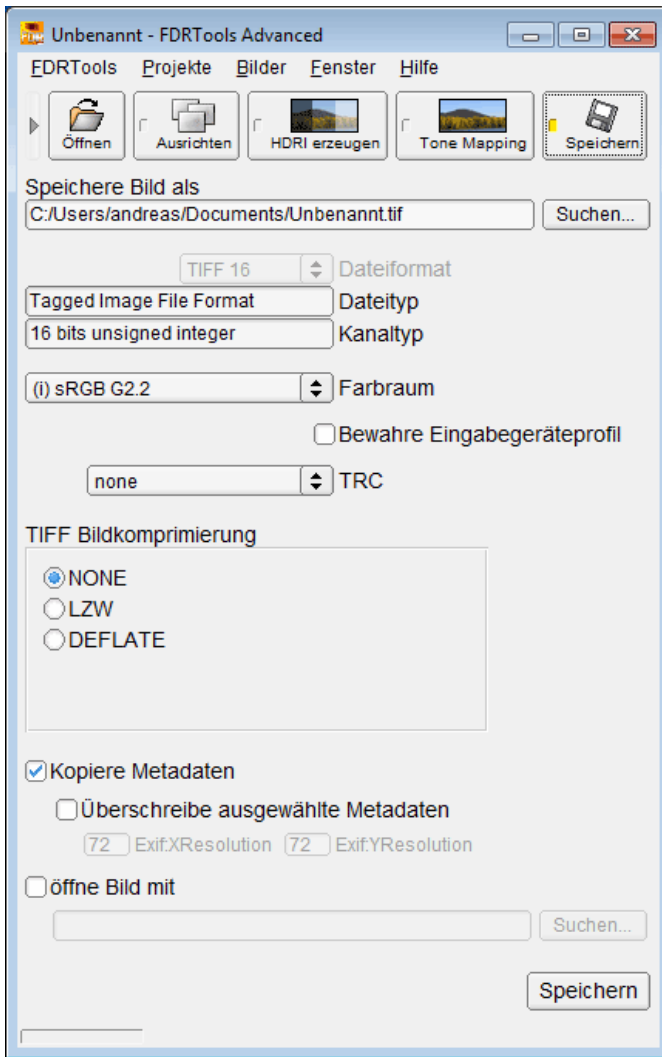 Unbenannt - FDRTools Advanced
FDRTools Projekte Bilder Fenster Hilfe
Öffnen Ausrichten HDRI erzeugen Tone Mapping Speichern
Speichere Bild als
C:/Users/andreas/Documents/Unbenannt.tif Suchen...
TIFF 16 Dateiformat
Tagged Image File Format Dateityp
16 bits unsigned integer Kanaltyp
(i) sRGB G2.2 Farbraum
Bewahre Eingabegeräteprofil
none TRC
TIFF Bildkomprimierung
NONE
LZW
DEFLATE
Kopiere Metadaten
Überschreibe ausgewählte Metadaten
72 Exif:XResolution 72 Exif:YResolution
öffne Bild mit
Suchen...
Speichern